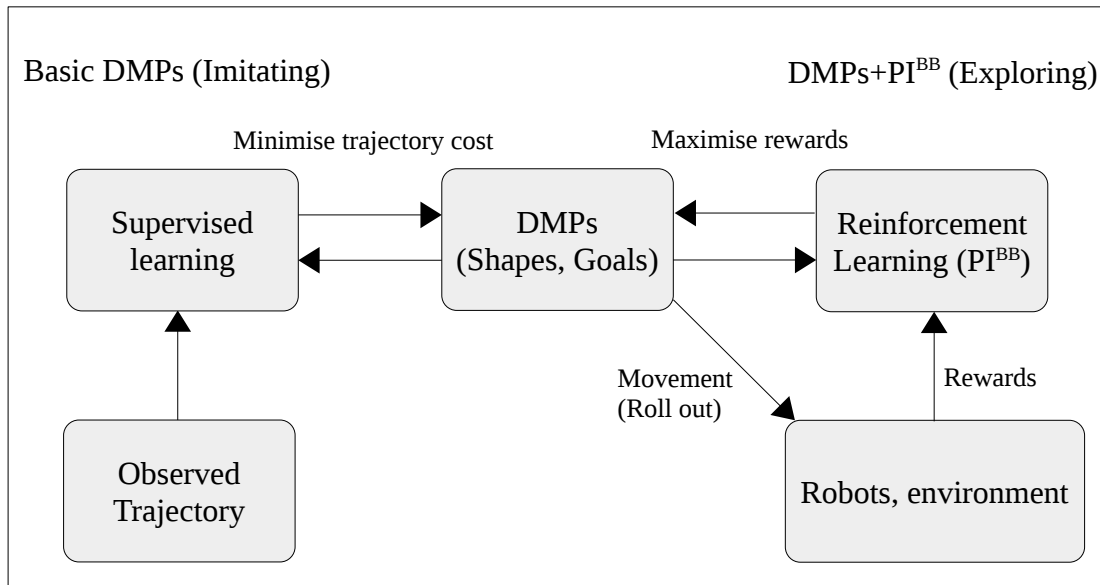 Basic DMPs (Imitating)
DMPs+PI^BB (Exploring)
Minimise trajectory cost
Maximise rewards
Supervised
learning
DMPs
(Shapes, Goals)
Reinforcement
Learning (PI^BB)
Movement
(Roll out)
Rewards
Observed
Trajectory
Robots, environment